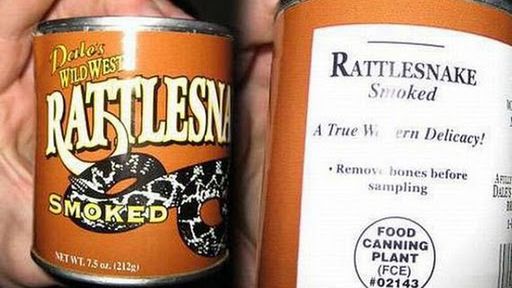 Dale's
WILD WEST
RATTLESNA
SMOKED
NET WT. 7.5 oz. (212g)
RATTLESNAKE
Smoked
A True W ern Delicacy!
• Remove bones before
sampling
FOOD
CANNING
PLANT
(FCE)
#02143
DALE'S